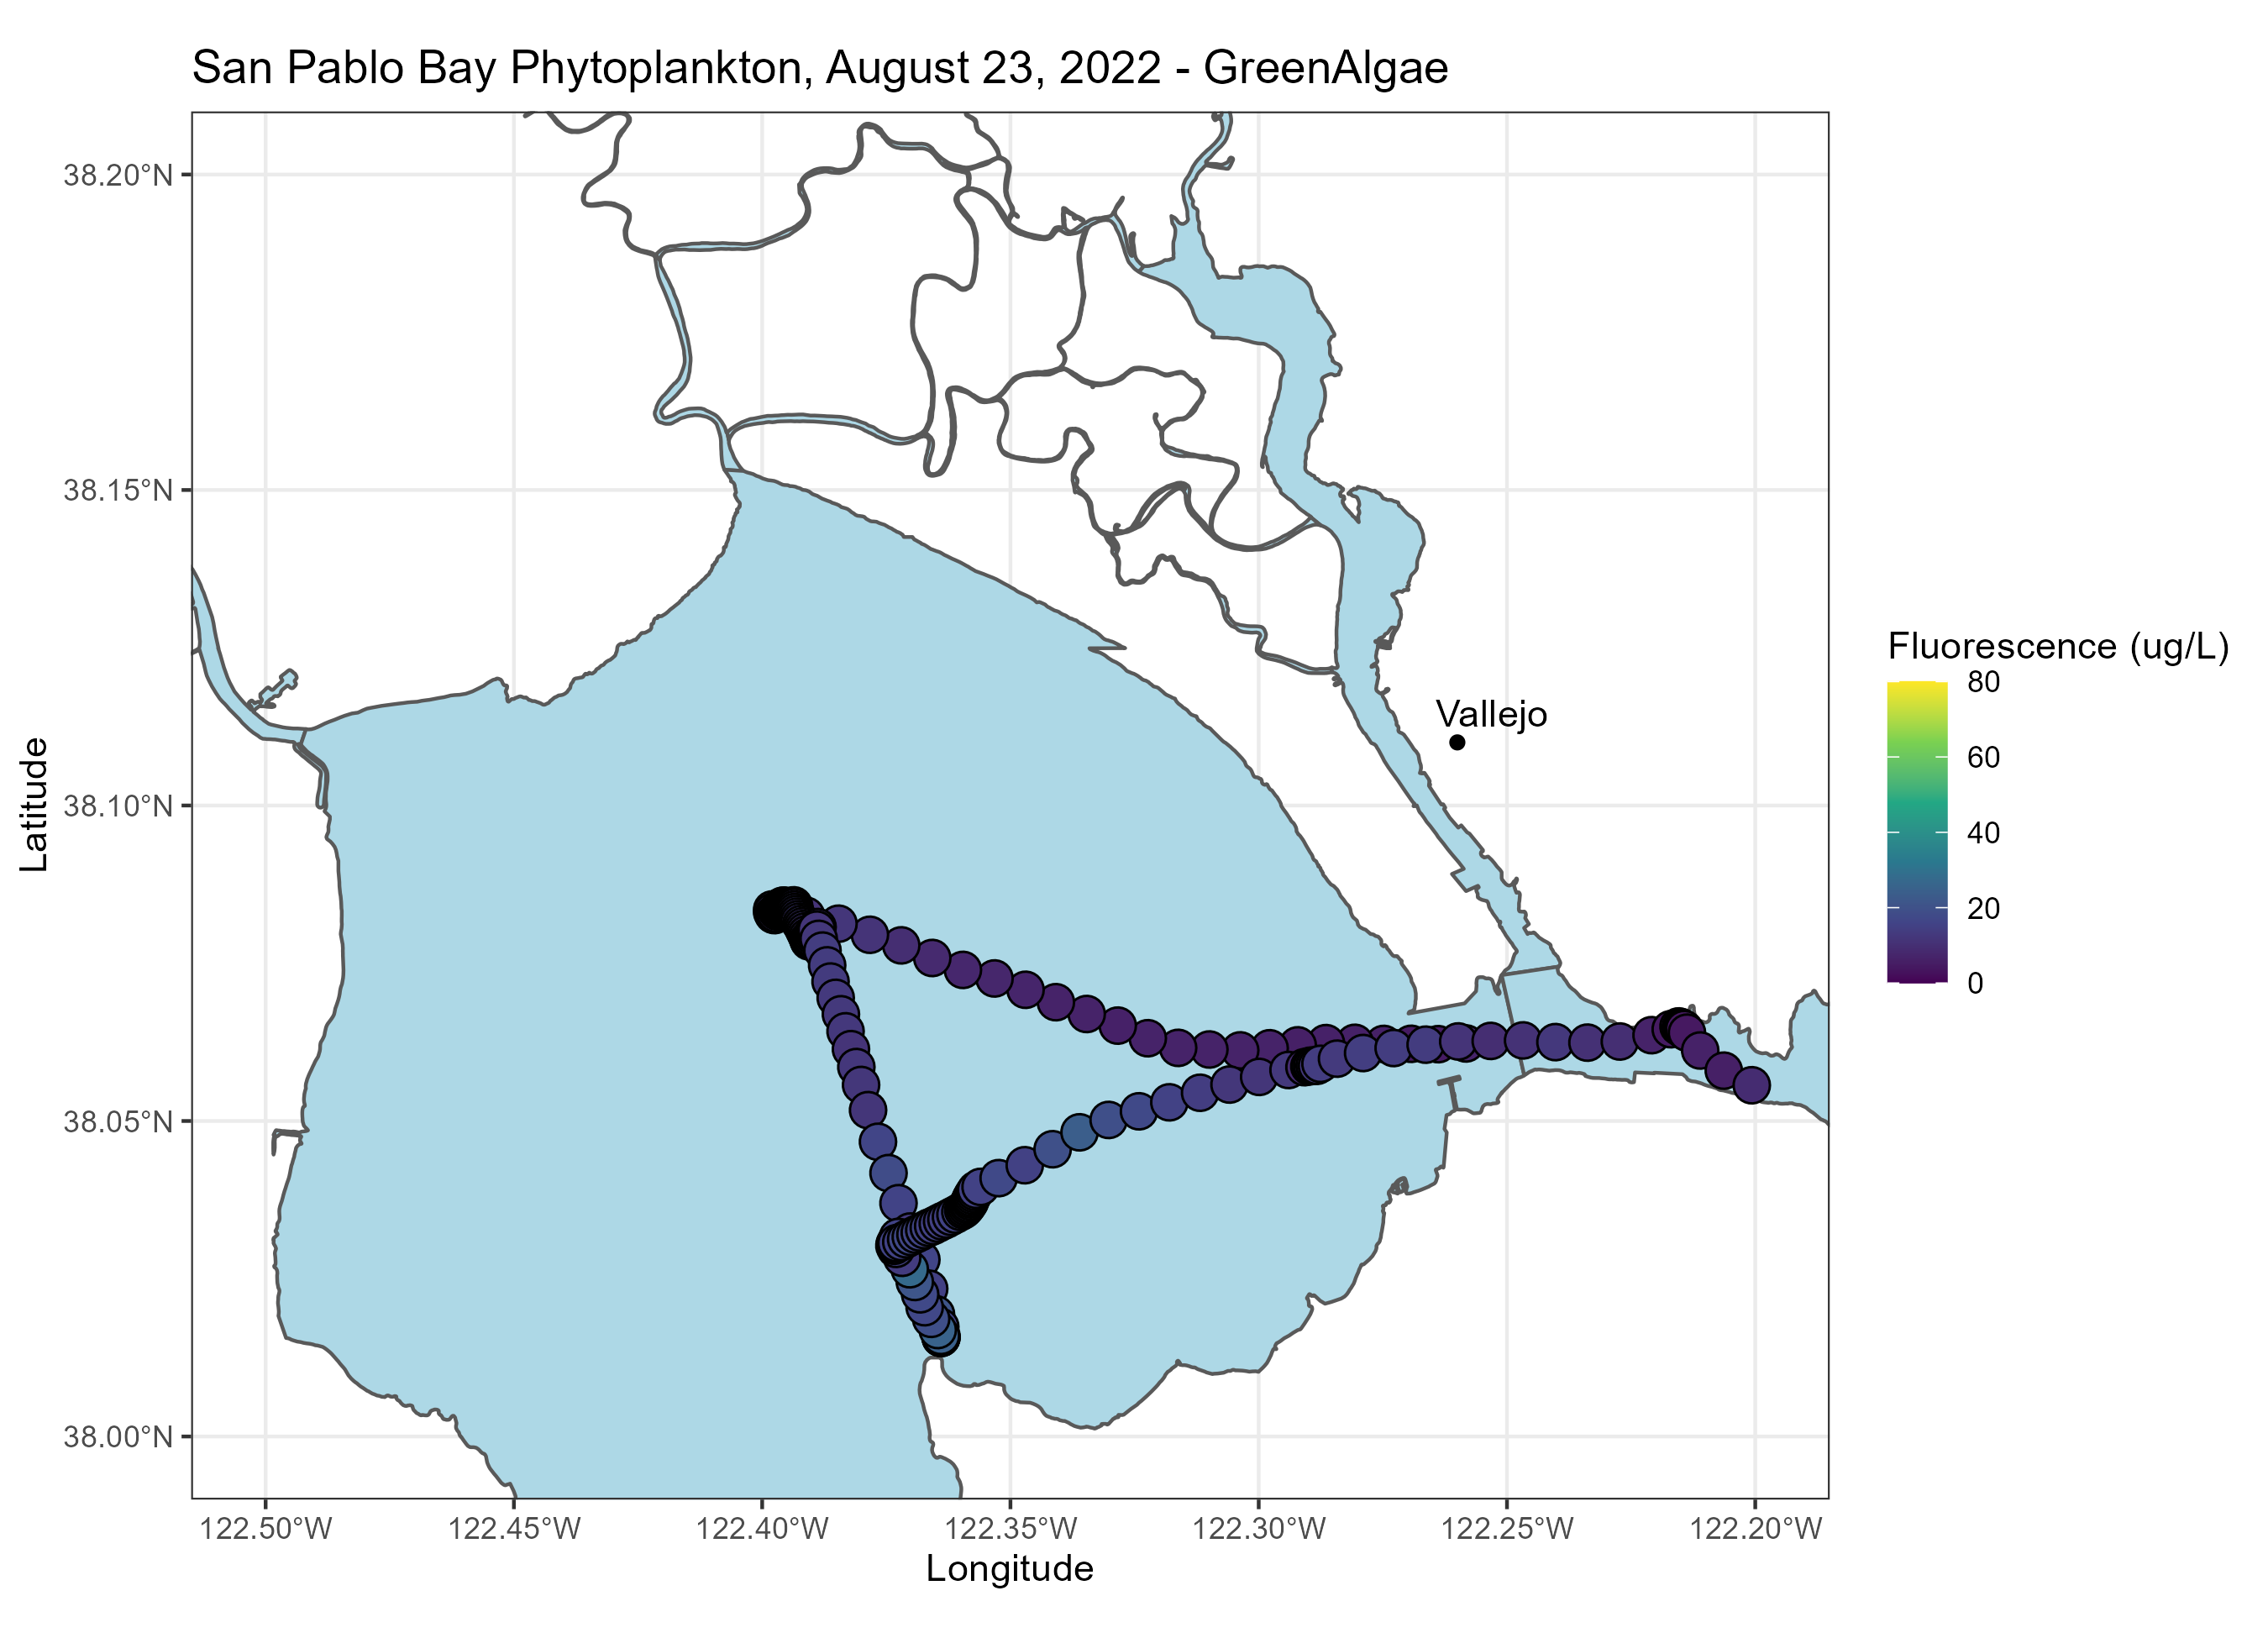 San Pablo Bay Phytoplankton, August 23, 2022 - GreenAlgae
38.20°N
38.15°N
38.10°N
38.05°N
38.00°N
Latitude
Vallejo
122.50°W 122.45°W 122.40°W 122.35°W 122.30°W 122.25°W 122.20°W
Longitude
Fluorescence (ug/L)
80
60
40
20
0